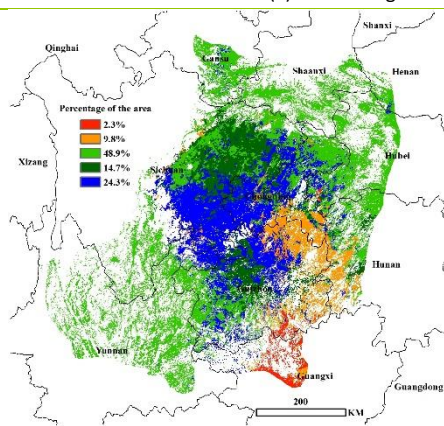 Shanxi
Qinghai
Gansu
Shaanxi
Henan
Percentage of the area
2.3%
9.8%
48.9%
14.7%
24.3%
Xizang
Hubei
Sichuan
Hunan
Yunnan
Guangxi
Guangdong
200
KM